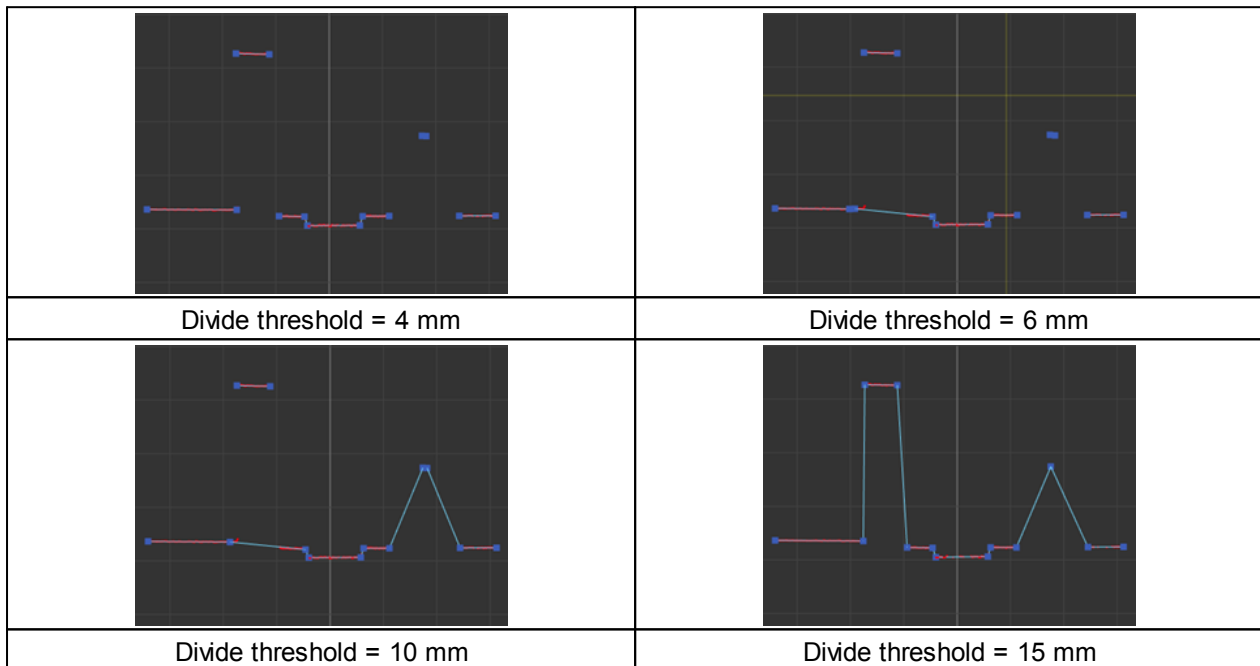 Divide threshold = 4 mm
Divide threshold = 6 mm
Divide threshold = 10 mm
Divide threshold = 15 mm